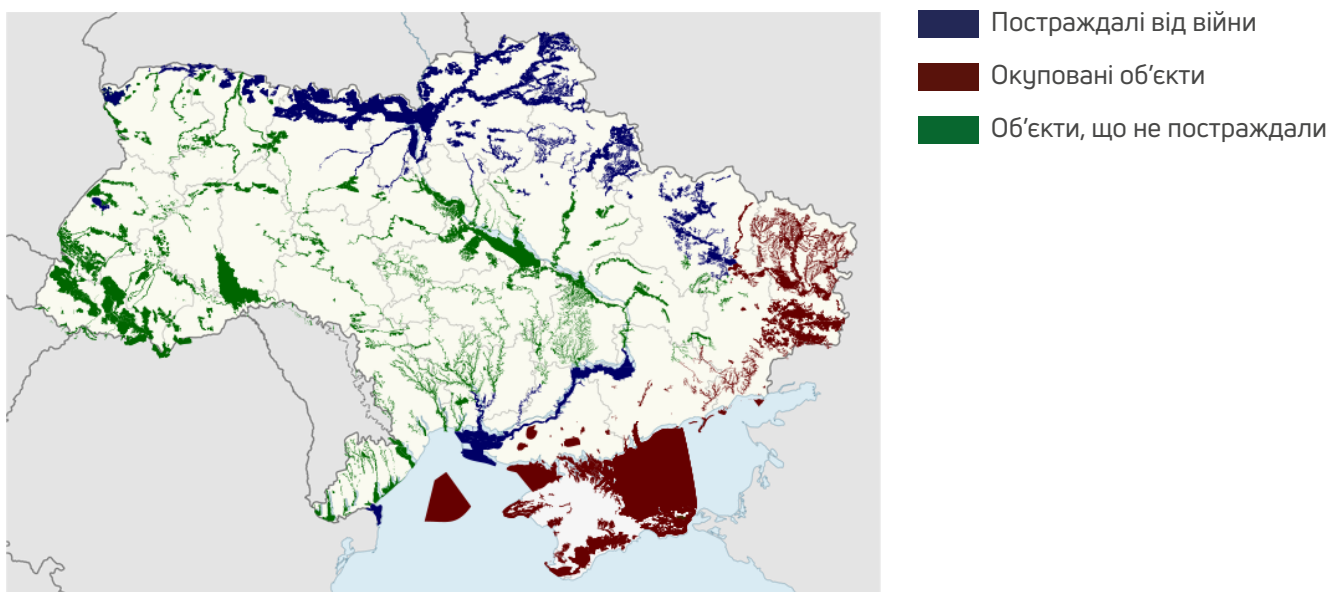 Постраждалі від війни
Окуповані об’єкти
Об’єкти, що не постраждали